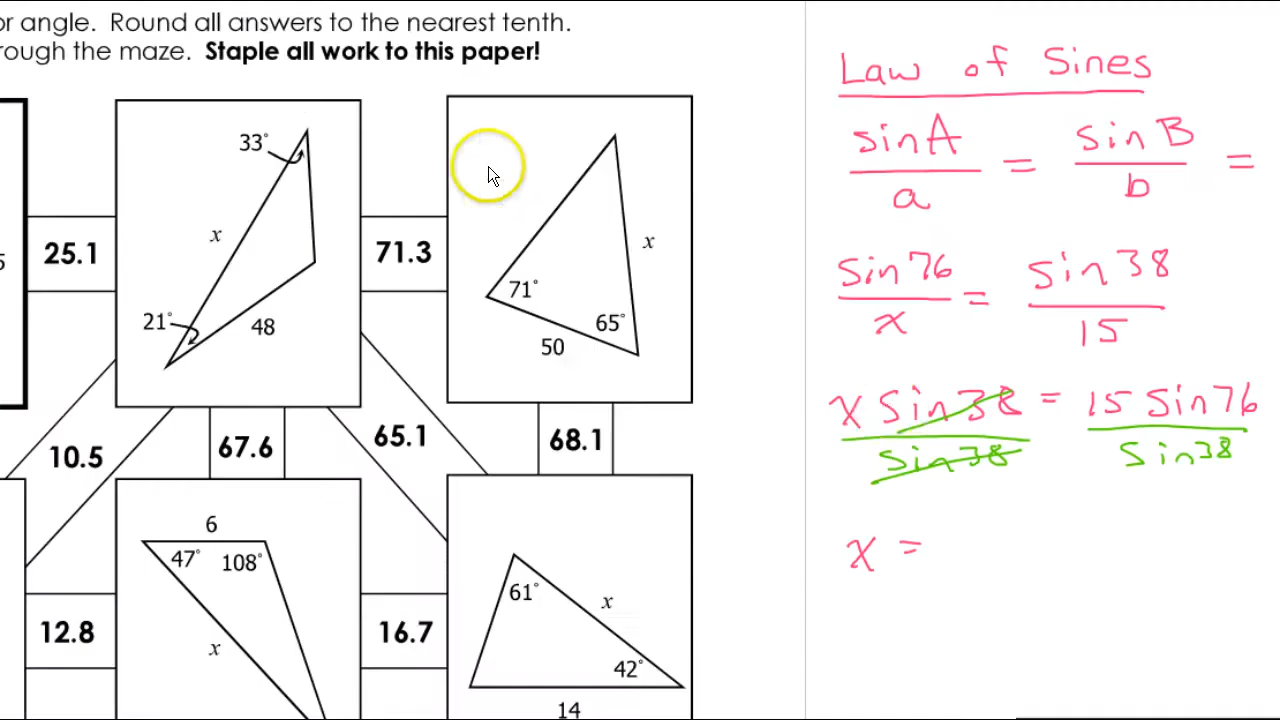 or angle. Round all answers to the nearest tenth.
rough the maze. Staple all work to this paper!
5
25.1
33°
x
21°
48
71.3
71°
x
65°
50
10.5
67.6
65.1
68.1
6
47° 108°
x
12.8
16.7
61°
x
42°
14
Law of Sines
sinA/a = sinB/b =
sin76/x = sin38/15
x sin38/sin38 = 15 sin76/sin38
x =